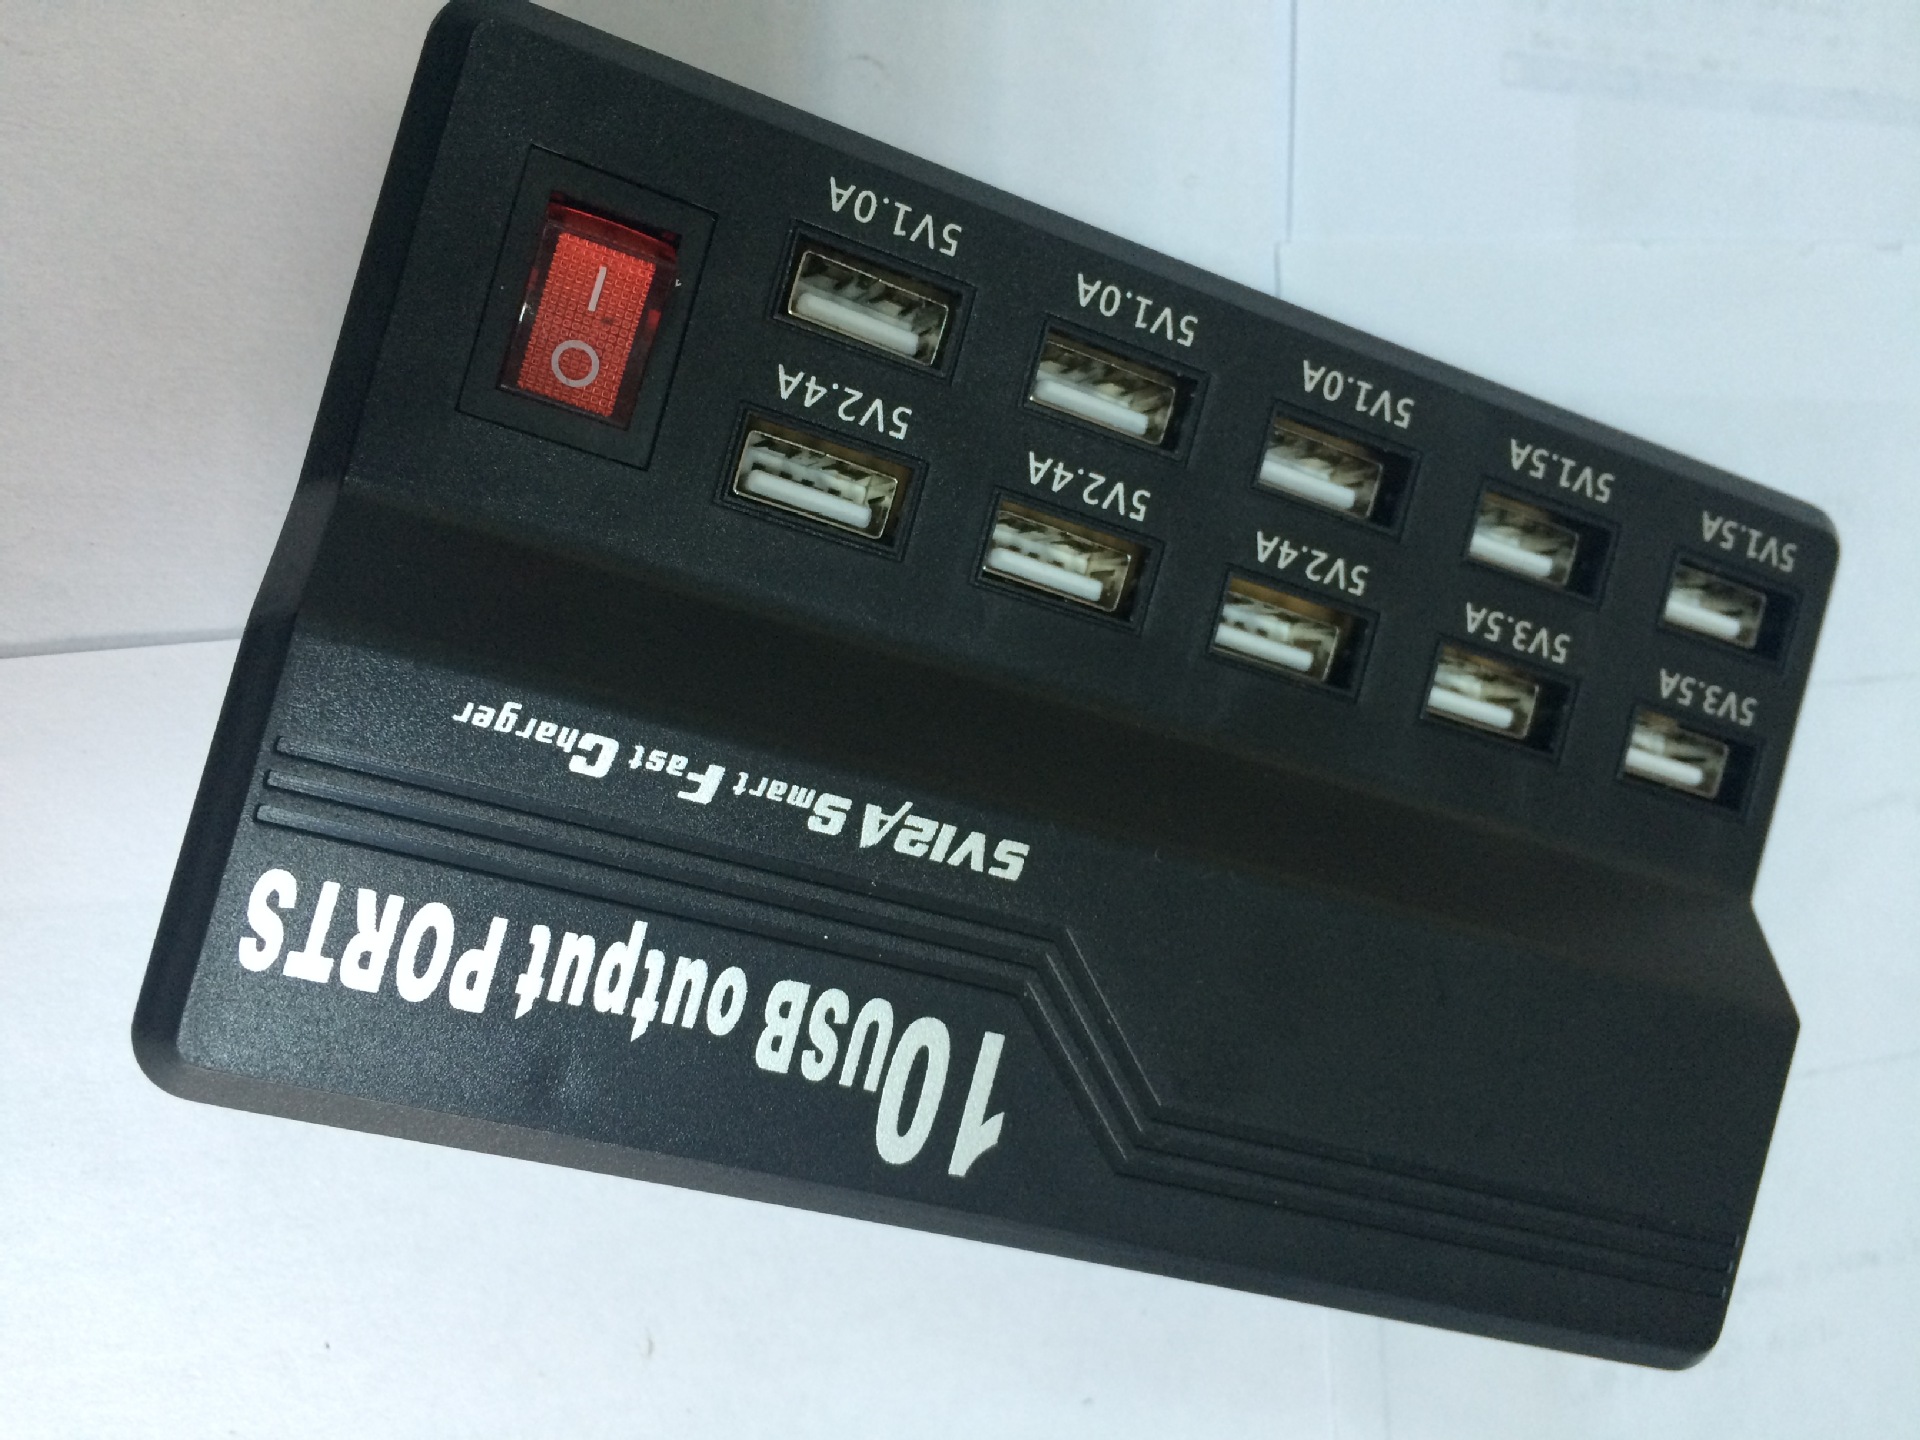 10USB output PORTS
5V12A Smart Fast Charger
5V3.5A 5V3.5A 5V2.4A 5V2.4A 5V2.4A
5V1.5A 5V1.5A 5V1.0A 5V1.0A 5V1.0A
O
I